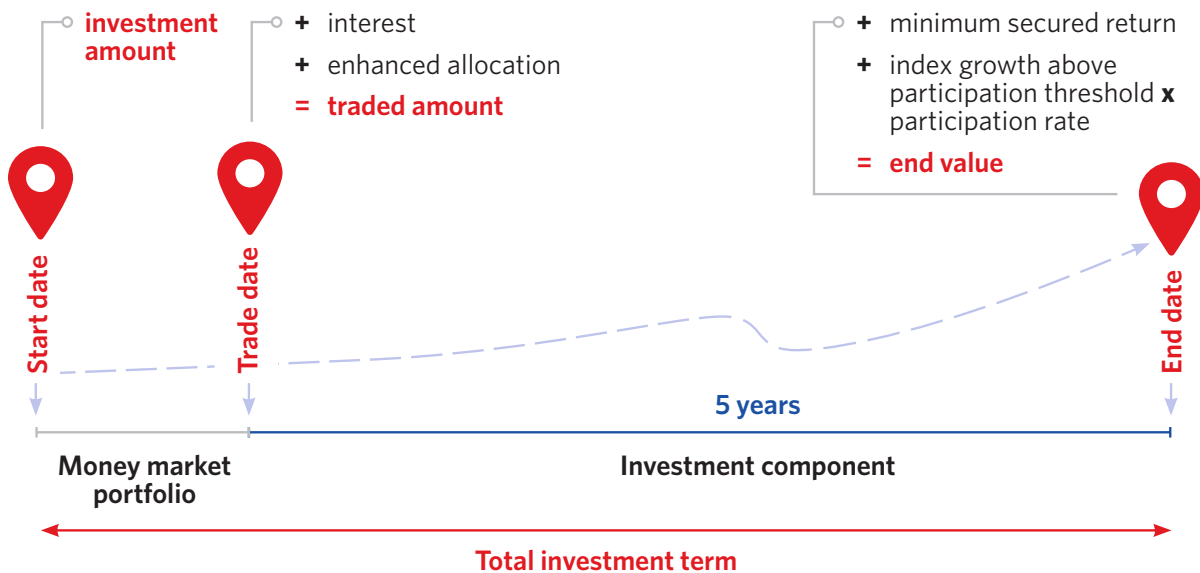 investment
amount
+ interest
+ enhanced allocation
= traded amount
+ minimum secured return
+ index growth above
participation threshold x
participation rate
= end value
Start date
Trade date
End date
5 years
Money market
portfolio
Investment component
Total investment term